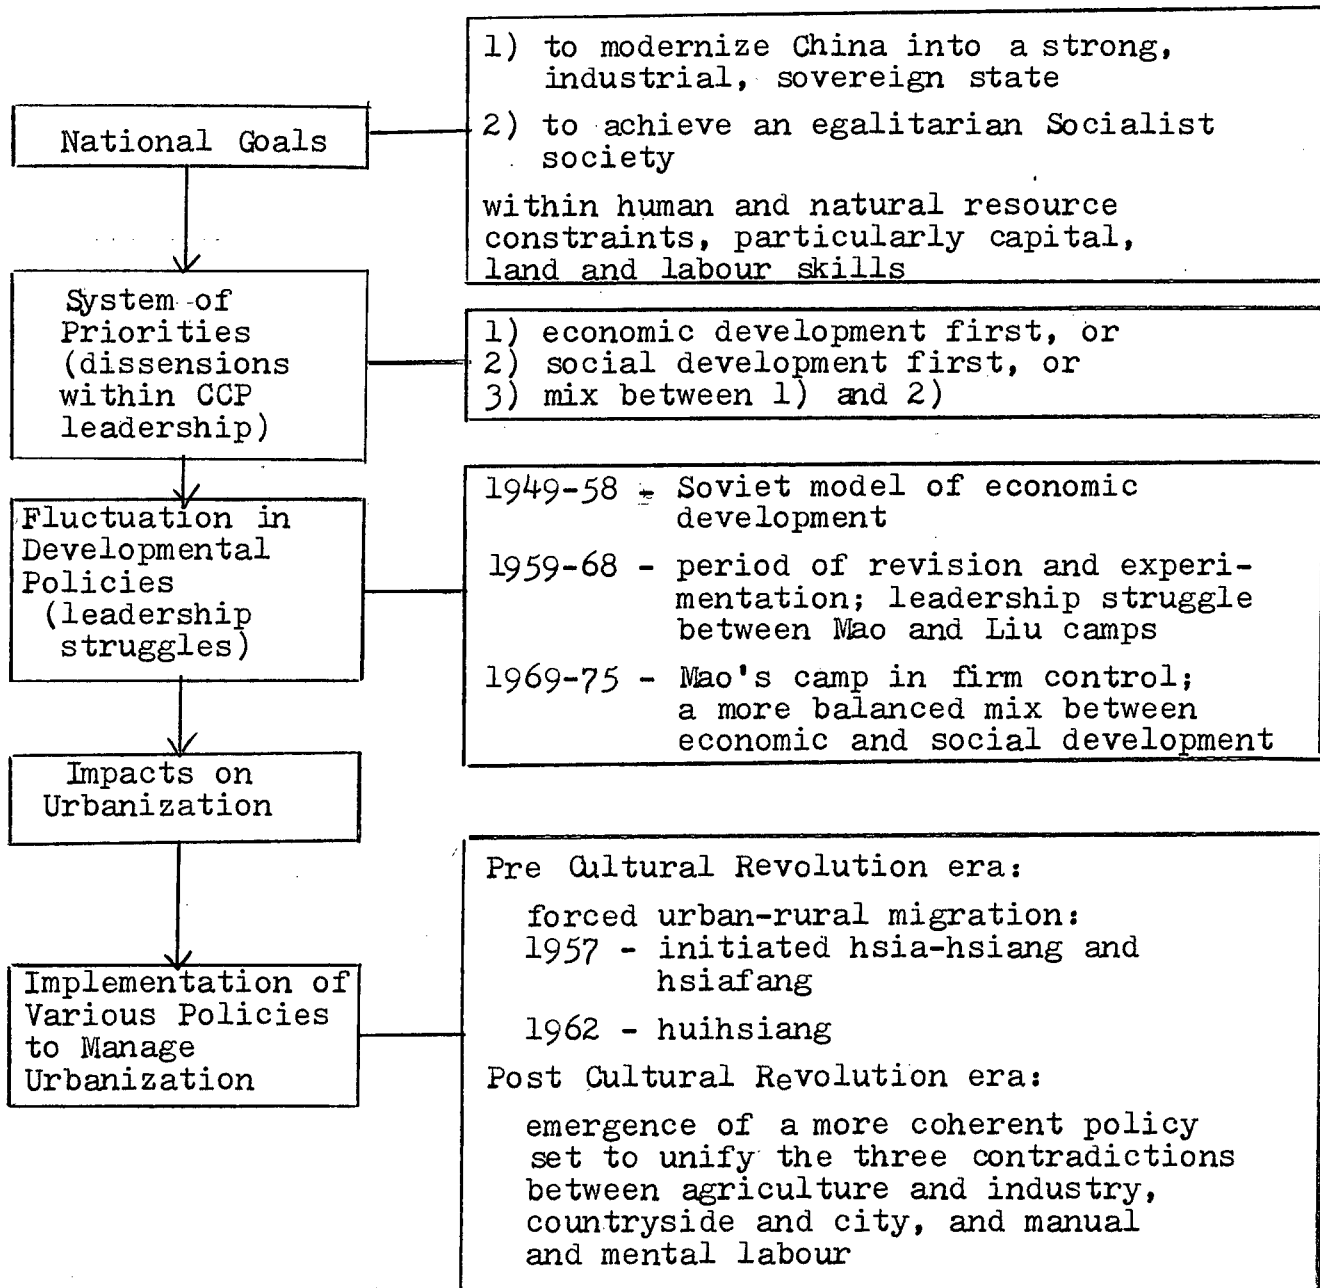 National Goals
1) to modernize China into a strong,
industrial, sovereign state
2) to achieve an egalitarian Socialist
society
within human and natural resource
constraints, particularly capital,
land and labour skills
System of
Priorities
(dissensions
within CCP
leadership)
1) economic development first, or
2) social development first, or
3) mix between 1) and 2)
Fluctuation in
Developmental
Policies
(leadership
struggles)
1949-58 - Soviet model of economic
development
1959-68 - period of revision and experi-
mentation; leadership struggle
between Mao and Liu camps
1969-75 - Mao's camp in firm control;
a more balanced mix between
economic and social development
Impacts on
Urbanization
Implementation of
Various Policies
to Manage
Urbanization
Pre Cultural Revolution era:
forced urban-rural migration:
1957 - initiated hsia-hsiang and
hsiafang
1962 - huihsiang
Post Cultural Revolution era:
emergence of a more coherent policy
set to unify the three contradictions
between agriculture and industry,
countryside and city, and manual
and mental labour